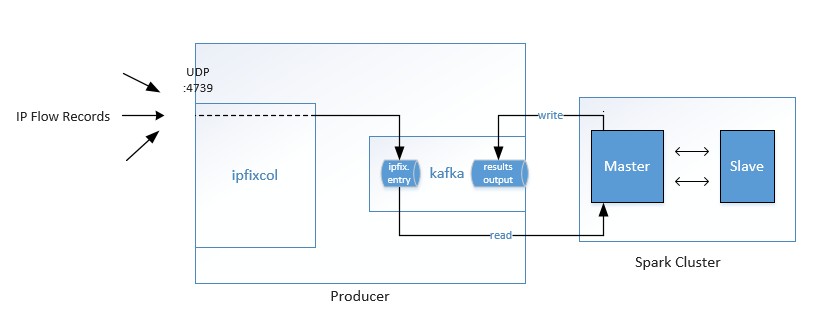 UDP
:4739
IP Flow Records
write
ipfixcol
ipfix.
entry
kafka
results
output
Master
Slave
read
Spark Cluster
Producer